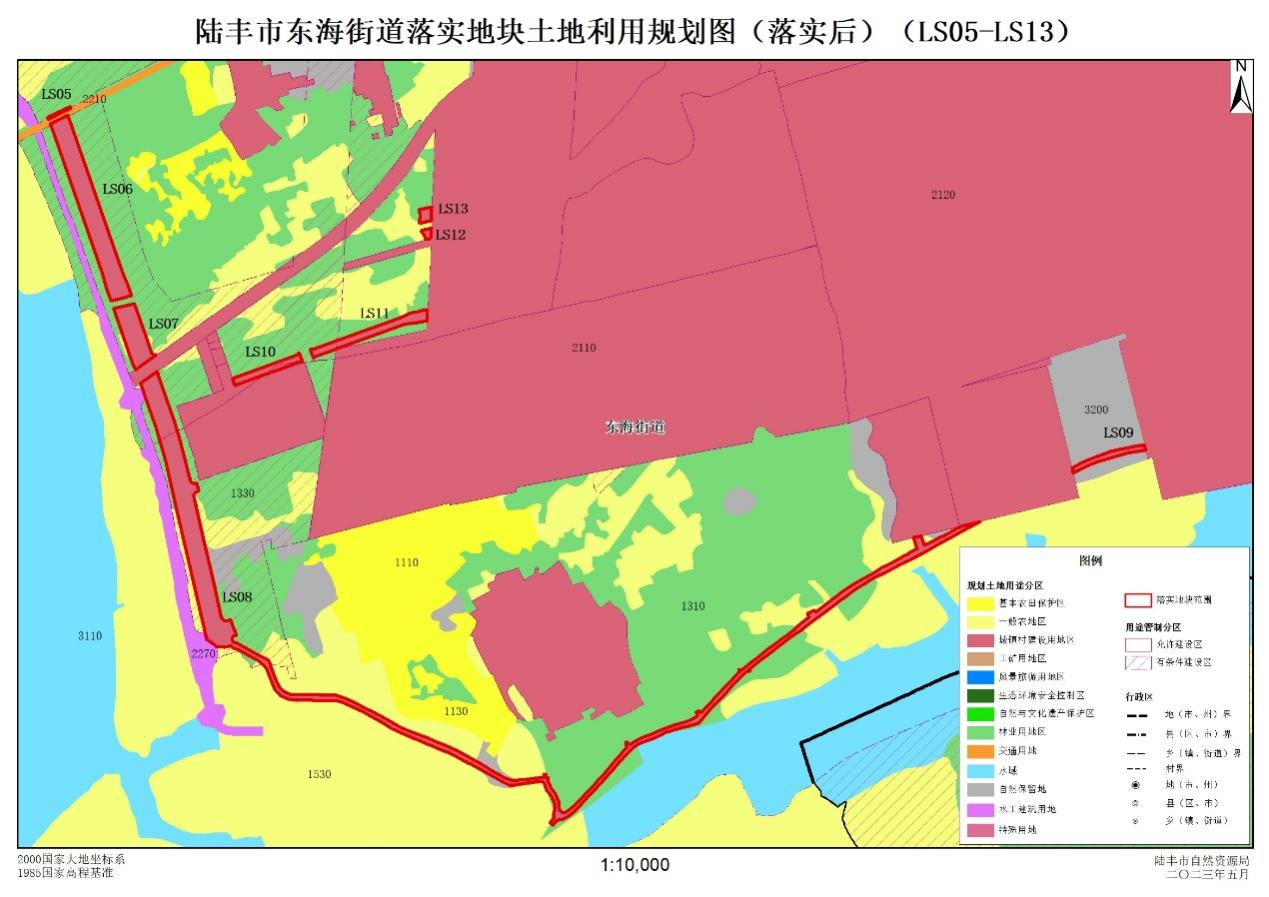 陆丰市东海街道落实地块土地利用规划图（落实后）（LS05-LS13）
N
LS05
2210
LS06
2120
LS13
LS12
LS11
LS07
LS10
2110
东海街道
3200
LS09
1330
1110
1310
LS08
3110
2270
1130
1530
图例
规划土地用途分区
基本农田保护区
一般农地区
城镇村建设用地区
工矿用地区
风景旅游用地区
生态环境安全控制区
自然与文化遗产保护区
林业用地区
交通用地
水域
自然保留地
水工建筑用地
特殊用地
落实地块范围
用途管制分区
允许建设区
有条件建设区
行政区
地（市、州）界
县（区、市）界
乡（镇、街道）界
村界
地（市、州）
县（区、市）
乡（镇、街道）
2000国家大地坐标系
1985国家高程基准
1:10,000
陆丰市自然资源局
二〇二三年五月